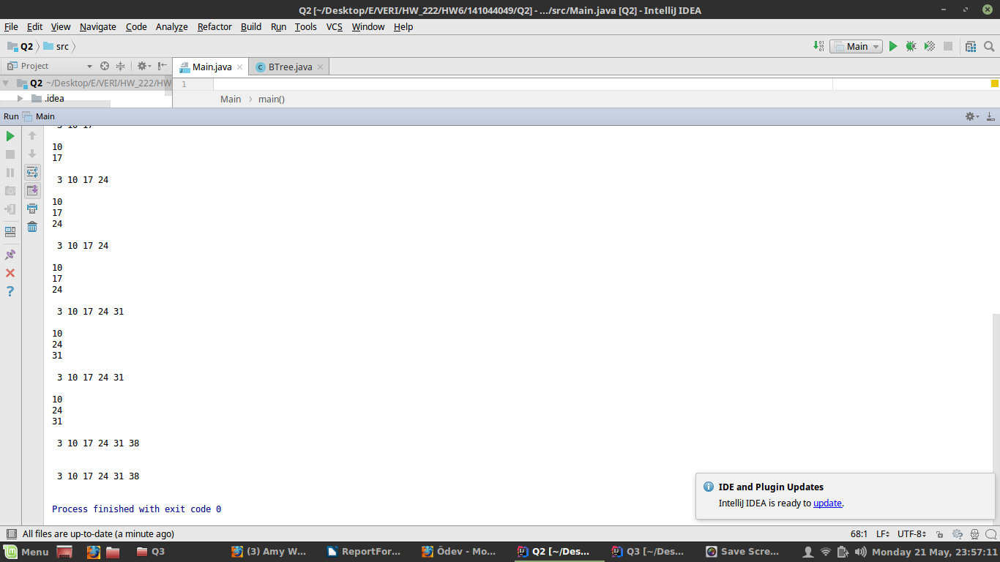 Q2 [~/Desktop/E/VERI/HW_222/HW6/141044049/Q2] - .../src/Main.java [Q2] - IntelliJ IDEA
File Edit View Navigate Code Analyze Refactor Build Run Tools VCS Window Help
Q2 src Main
Project Main.java BTree.java
Q2 ~/Desktop/E/VERI/HW_222/HW 1
.idea Main main()
Run Main
3 10 17
10
17
3 10 17 24
10
17
24
3 10 17 24
10
17
24
3 10 17 24 31
10
24
31
3 10 17 24 31
10
24
31
3 10 17 24 31 38
3 10 17 24 31 38
IDE and Plugin Updates
IntelliJ IDEA is ready to update.
Process finished with exit code 0
All files are up-to-date (a minute ago) 68:1 LF UTF-8
Menu Q3 (3) Amy W... ReportFor... Ödev - Mo... Q2 [~/Des... Q3 [~/Des... Save Scre... Monday 21 May, 23:57:11